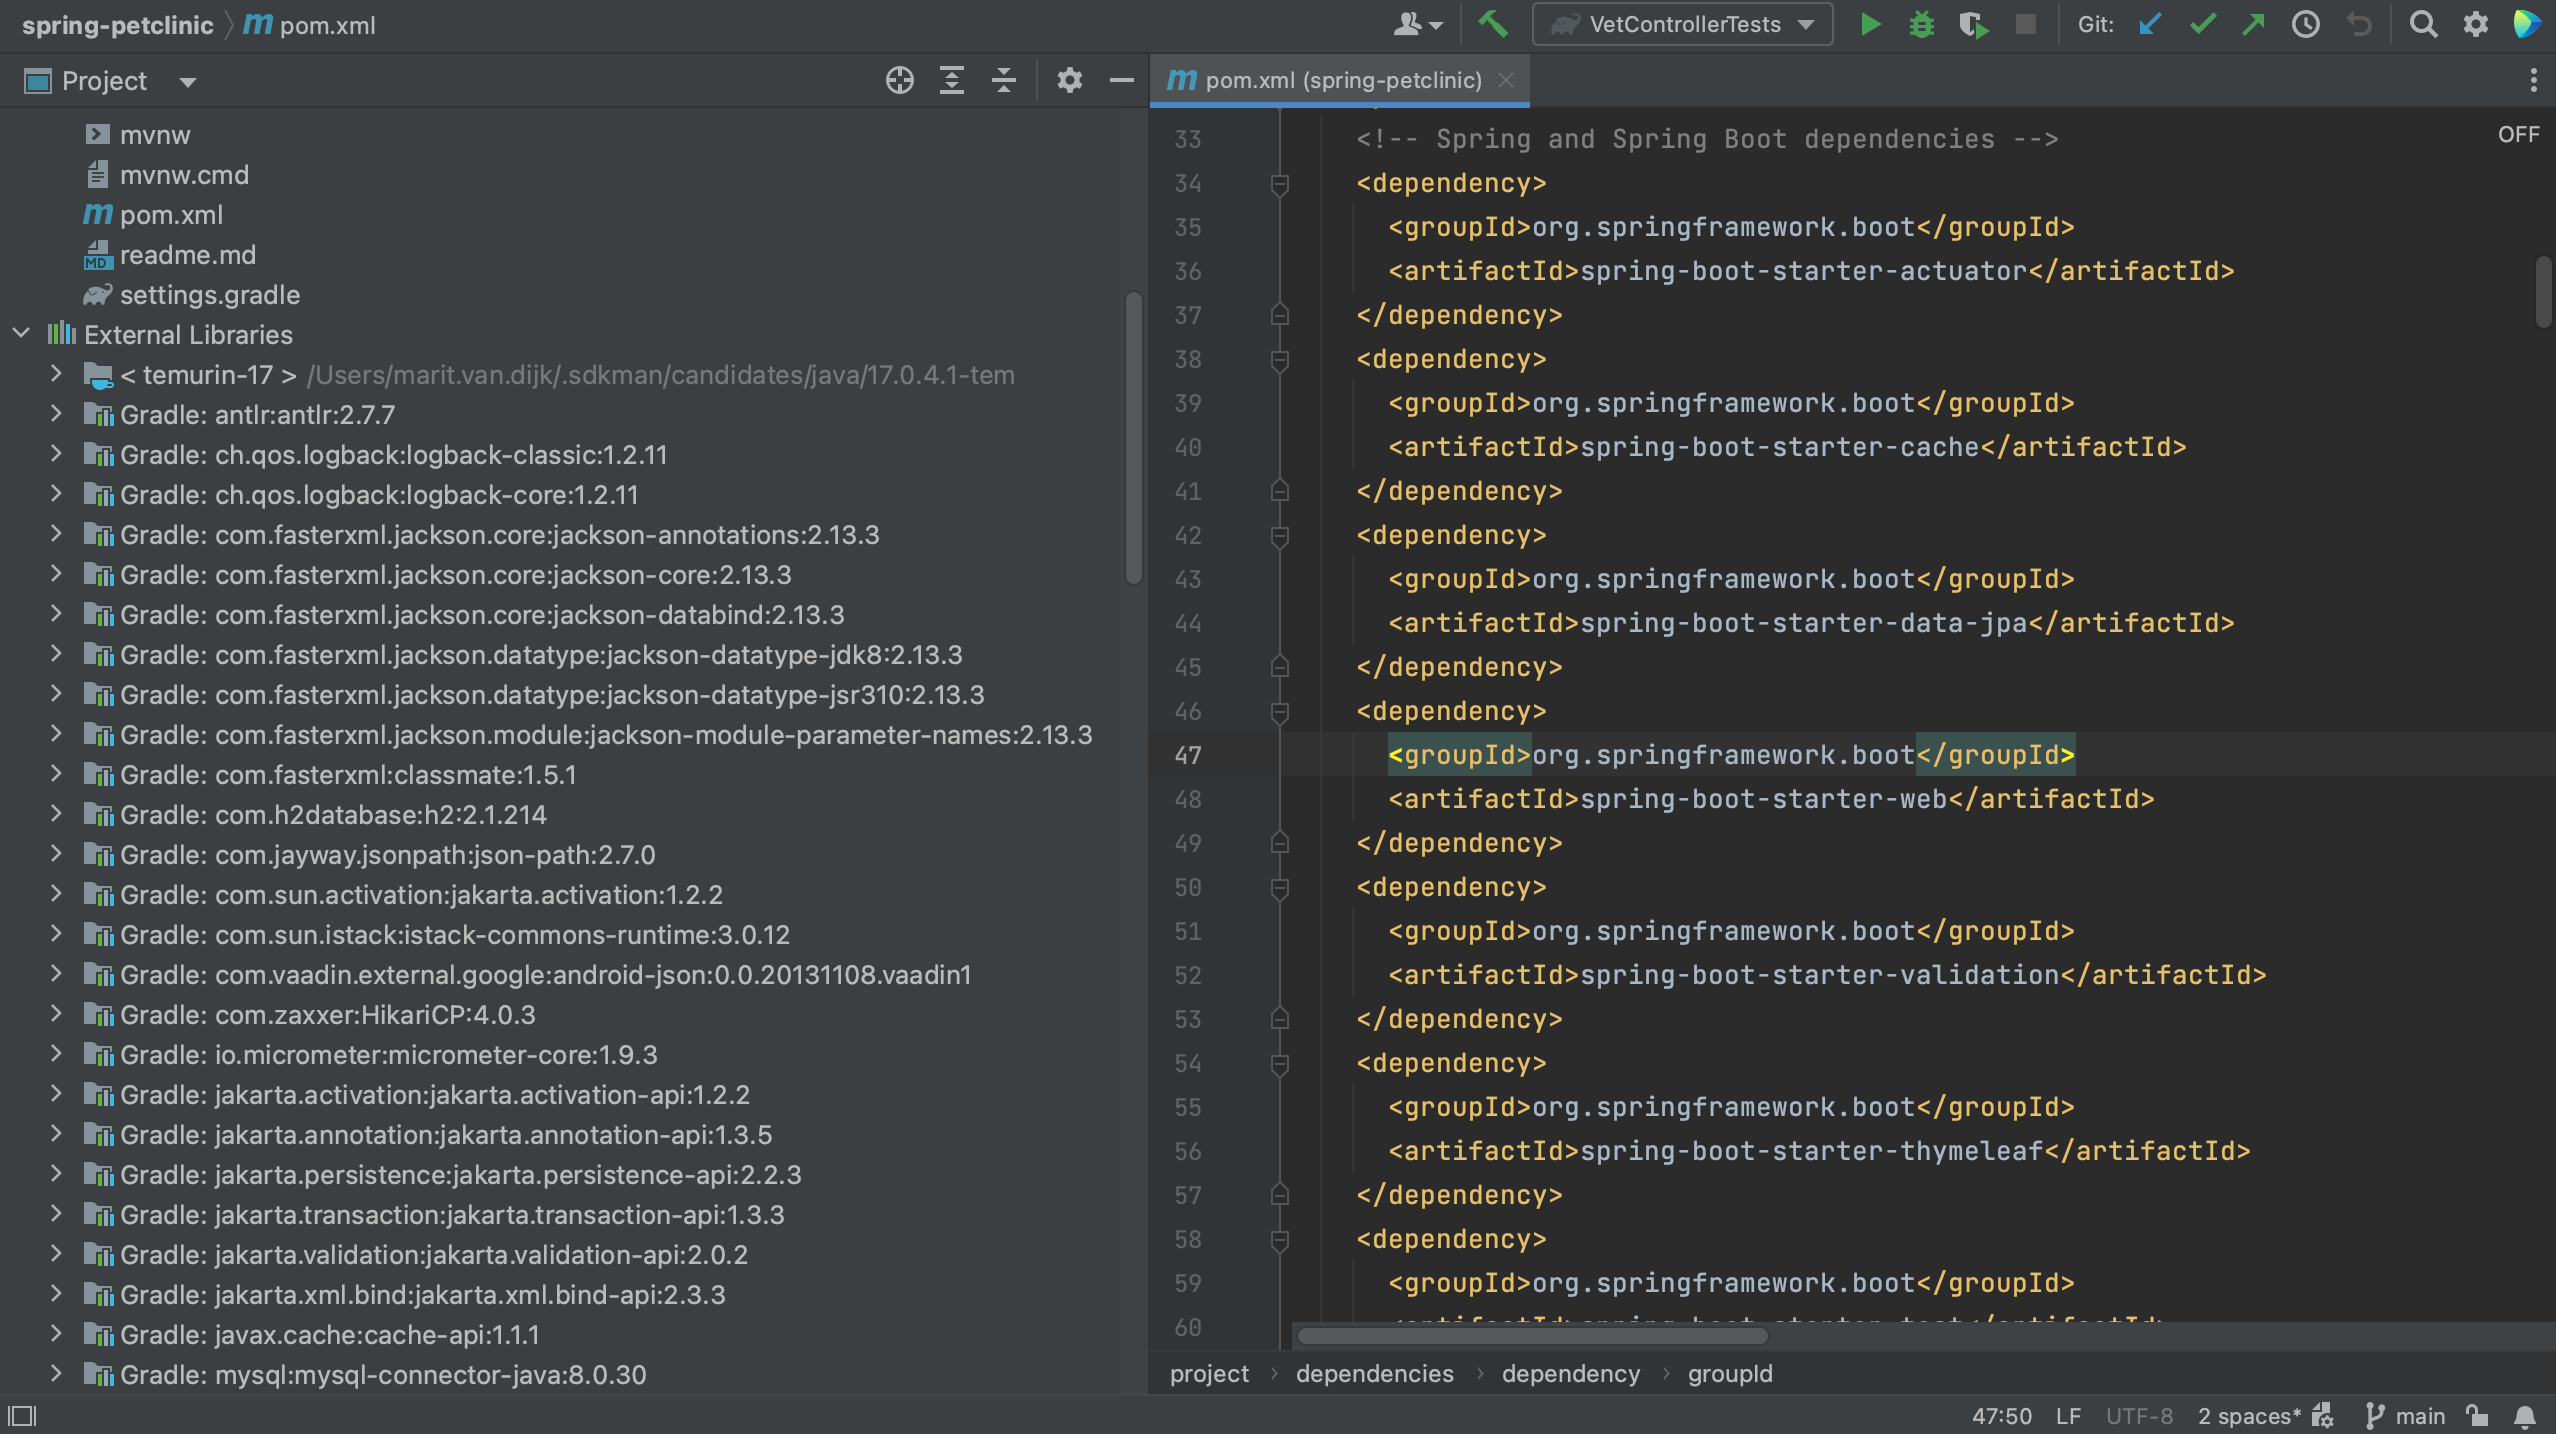 spring-petclinic pom.xml
VetControllerTests
Git:
Project
mvnw
mvnw.cmd
pom.xml
MD readme.md
settings.gradle
External Libraries
< temurin-17 > /Users/marit.van.dijk/.sdkman/candidates/java/17.0.4.1-tem
Gradle: antlr:antlr:2.7.7
Gradle: ch.qos.logback:logback-classic:1.2.11
Gradle: ch.qos.logback:logback-core:1.2.11
Gradle: com.fasterxml.jackson.core:jackson-annotations:2.13.3
Gradle: com.fasterxml.jackson.core:jackson-core:2.13.3
Gradle: com.fasterxml.jackson.core:jackson-databind:2.13.3
Gradle: com.fasterxml.jackson.datatype:jackson-datatype-jdk8:2.13.3
Gradle: com.fasterxml.jackson.datatype:jackson-datatype-jsr310:2.13.3
Gradle: com.fasterxml.jackson.module:jackson-module-parameter-names:2.13.3
Gradle: com.fasterxml:classmate:1.5.1
Gradle: com.h2database:h2:2.1.214
Gradle: com.jayway.jsonpath:json-path:2.7.0
Gradle: com.sun.activation:jakarta.activation:1.2.2
Gradle: com.sun.istack:istack-commons-runtime:3.0.12
Gradle: com.vaadin.external.google:android-json:0.0.20131108.vaadin1
Gradle: com.zaxxer:HikariCP:4.0.3
Gradle: io.micrometer:micrometer-core:1.9.3
Gradle: jakarta.activation:jakarta.activation-api:1.2.2
Gradle: jakarta.annotation:jakarta.annotation-api:1.3.5
Gradle: jakarta.persistence:jakarta.persistence-api:2.2.3
Gradle: jakarta.transaction:jakarta.transaction-api:1.3.3
Gradle: jakarta.validation:jakarta.validation-api:2.0.2
Gradle: jakarta.xml.bind:jakarta.xml.bind-api:2.3.3
Gradle: javax.cache:cache-api:1.1.1
Gradle: mysql:mysql-connector-java:8.0.30
pom.xml (spring-petclinic)
OFF
33 <!-- Spring and Spring Boot dependencies -->
34 <dependency>
35 <groupId>org.springframework.boot</groupId>
36 <artifactId>spring-boot-starter-actuator</artifactId>
37 </dependency>
38 <dependency>
39 <groupId>org.springframework.boot</groupId>
40 <artifactId>spring-boot-starter-cache</artifactId>
41 </dependency>
42 <dependency>
43 <groupId>org.springframework.boot</groupId>
44 <artifactId>spring-boot-starter-data-jpa</artifactId>
45 </dependency>
46 <dependency>
47 <groupId>org.springframework.boot</groupId>
48 <artifactId>spring-boot-starter-web</artifactId>
49 </dependency>
50 <dependency>
51 <groupId>org.springframework.boot</groupId>
52 <artifactId>spring-boot-starter-validation</artifactId>
53 </dependency>
54 <dependency>
55 <groupId>org.springframework.boot</groupId>
56 <artifactId>spring-boot-starter-thymeleaf</artifactId>
57 </dependency>
58 <dependency>
59 <groupId>org.springframework.boot</groupId>
60 <artifactId>spring-boot-starter-test</artifactId>
project dependencies dependency groupId
47:50 LF UTF-8 2 spaces* main